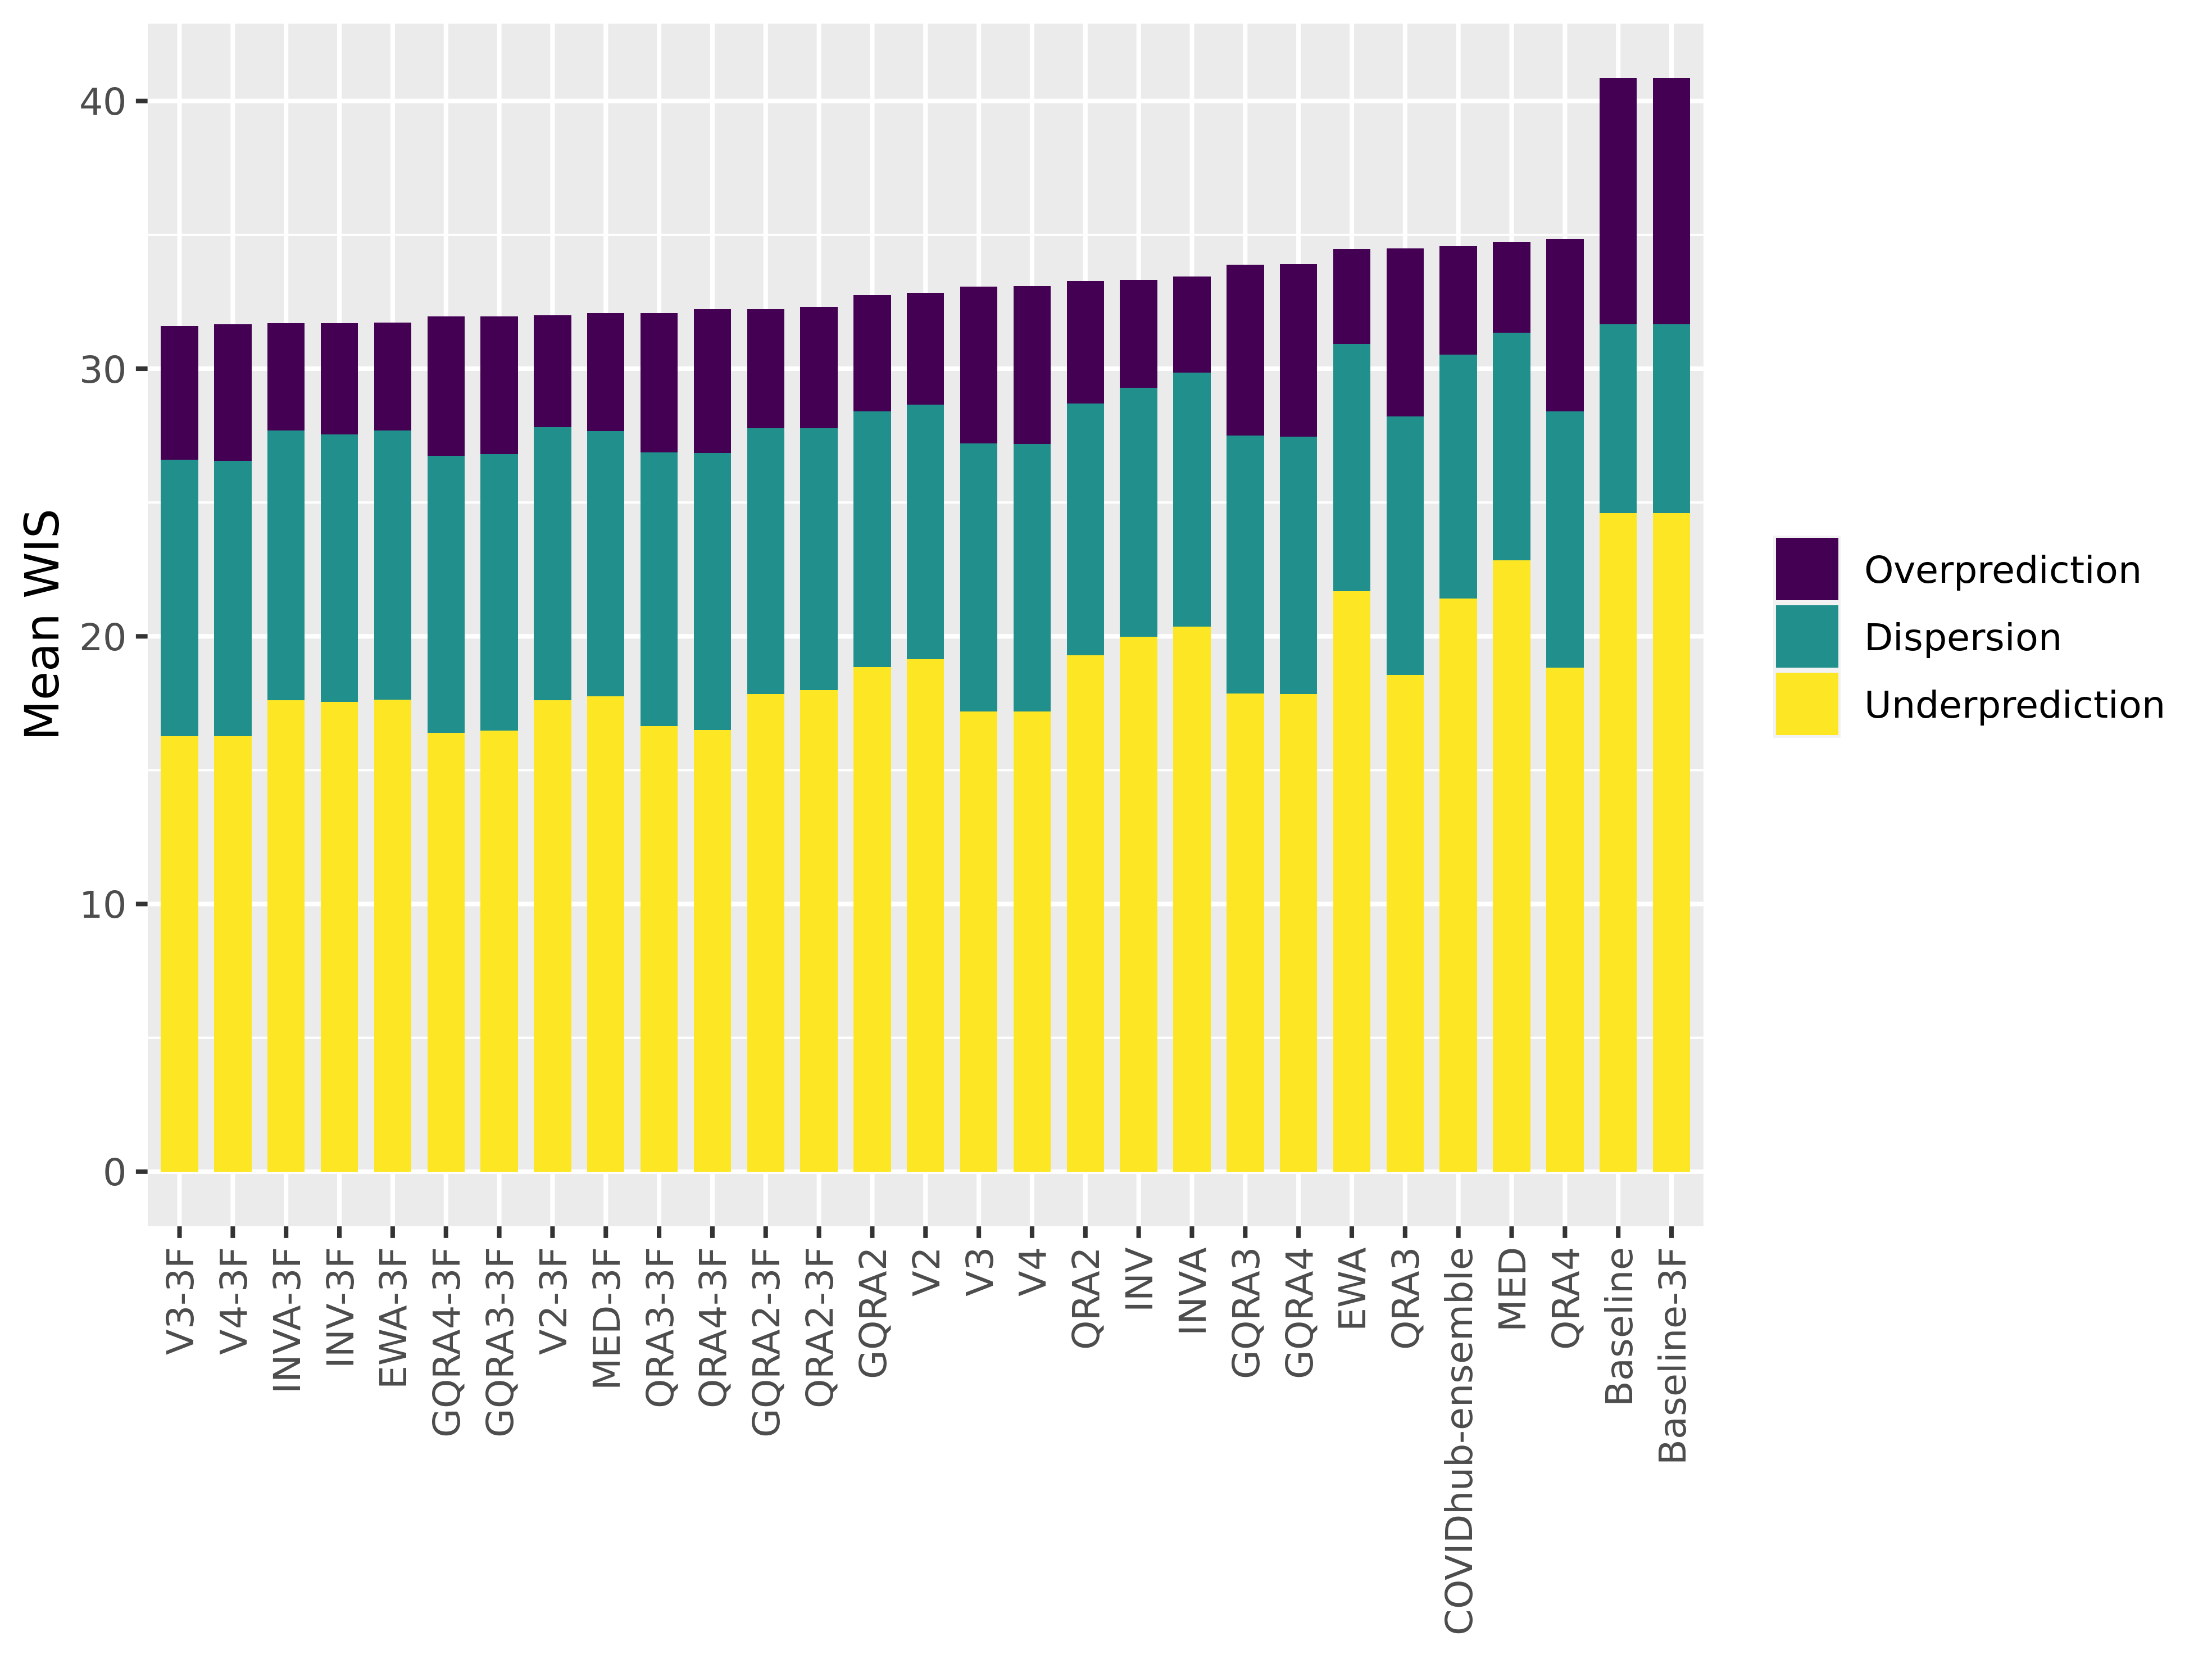 Mean WIS
40
30
20
10
0
V3-3F
V4-3F
INVA-3F
INV-3F
EWA-3F
GQRA4-3F
GQRA3-3F
V2-3F
MED-3F
QRA3-3F
QRA4-3F
GQRA2-3F
QRA2-3F
GQRA2
V2
V3
V4
QRA2
INV
INVA
GQRA3
GQRA4
EWA
QRA3
COVIDhub-ensemble
MED
QRA4
Baseline
Baseline-3F
Overprediction
Dispersion
Underprediction